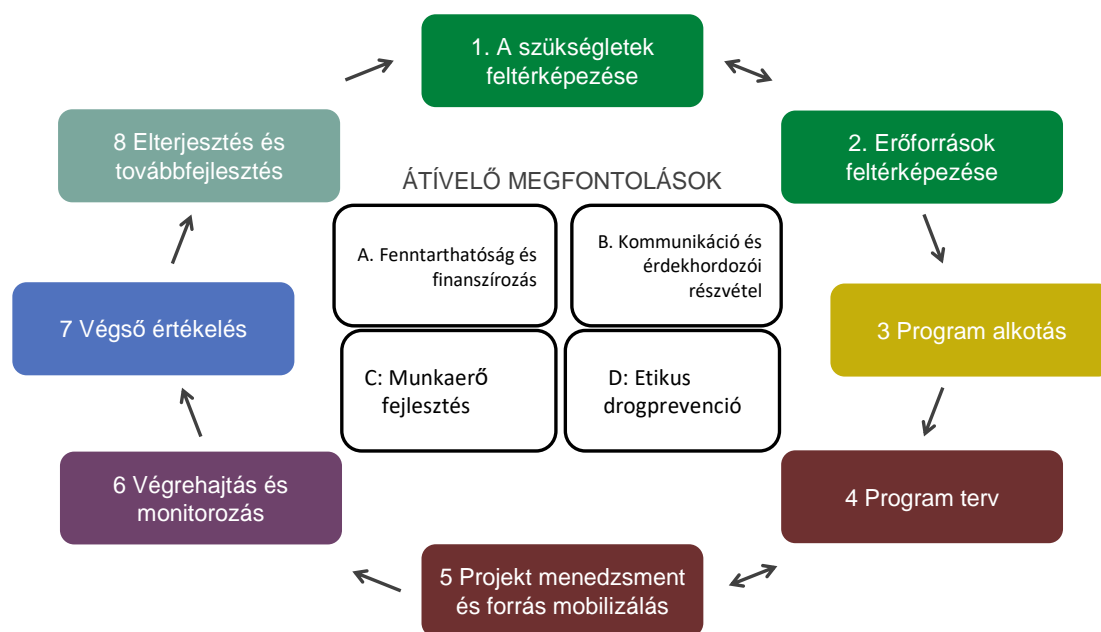 1. A szükségletek
feltérképezése
2. Erőforrások
feltérképezése
3 Program alkotás
4 Program terv
5 Projekt menedzsment
és forrás mobilizálás
6 Végrehajtás és
monitorozás
7 Végső értékelés
8 Elterjesztés és
továbbfejlesztés
ÁTÍVELŐ MEGFONTOLÁSOK
A. Fenntarthatóság és
finanszírozás
B. Kommunikáció és
érdekhordozói
részvétel
C: Munkaerő
fejlesztés
D: Etikus
drogprevenció